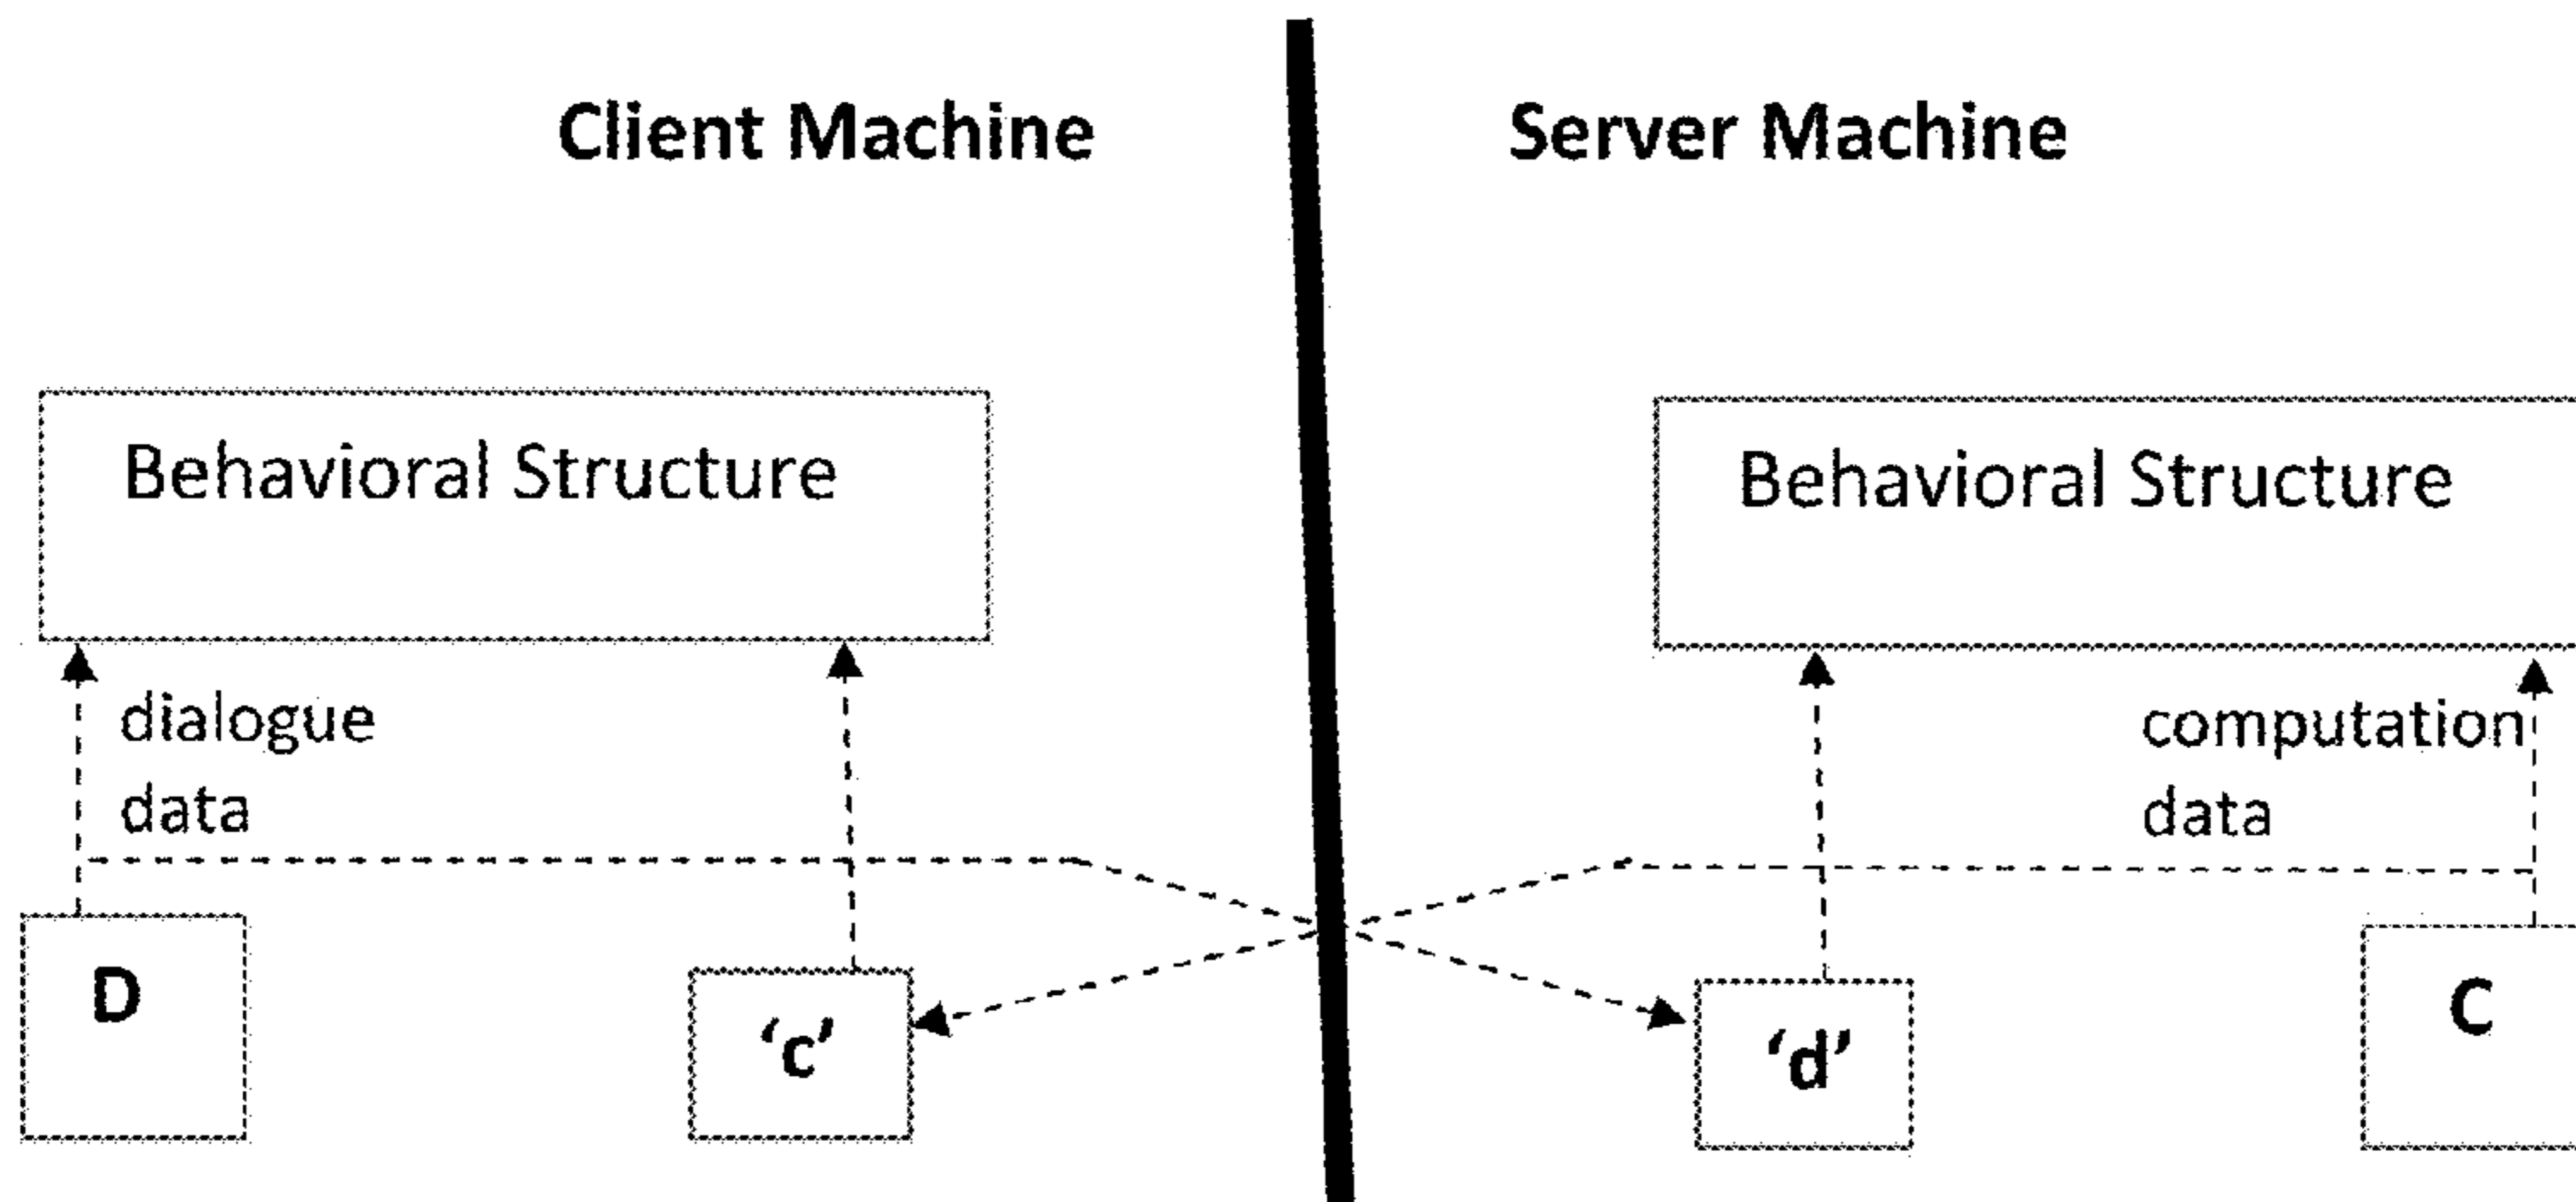 Client Machine
Server Machine
Behavioral Structure
Behavioral Structure
dialogue
data
computation
data
D
‘c’
‘d’
C